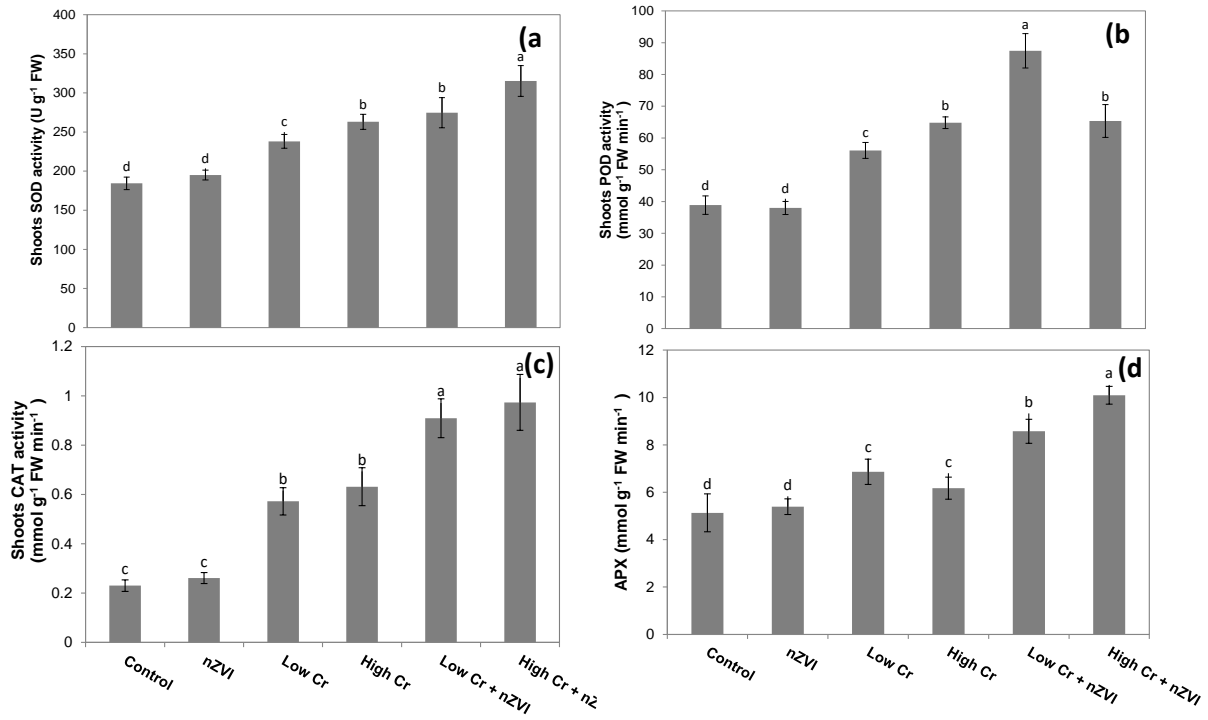 (a
Shoots SOD activity (U g⁻¹ FW)
400
350
300
250
200
150
100
50
0
d
d
c
b
b
a
(b
Shoots POD activity
(mmol g⁻¹ FW min⁻¹)
100
90
80
70
60
50
40
30
20
10
0
d
d
c
b
a
b
(c)
Shoots CAT activity
(mmol g⁻¹ FW min⁻¹)
1.2
1
0.8
0.6
0.4
0.2
0
c
c
b
b
a
a
Control
nZVI
Low Cr
High Cr
Low Cr + nZVI
High Cr + nZ
(d
APX (mmol g⁻¹ FW min⁻¹ )
12
10
8
6
4
2
0
d
d
c
c
b
a
Control
nZVI
Low Cr
High Cr
Low Cr + nZVI
High Cr + nZVI